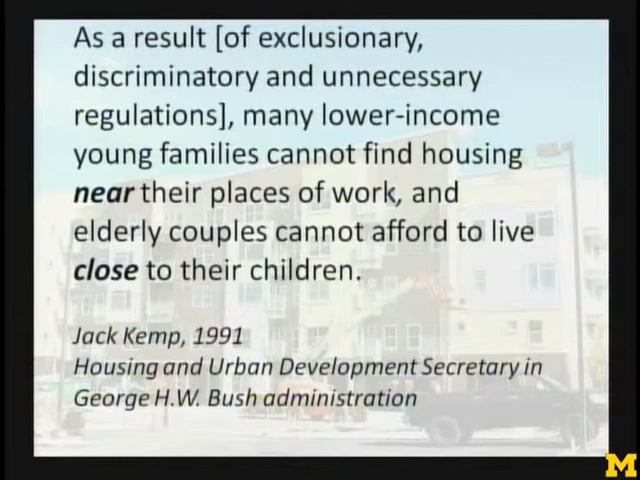 As a result [of exclusionary,
discriminatory and unnecessary
regulations], many lower-income
young families cannot find housing
near their places of work, and
elderly couples cannot afford to live
close to their children.
Jack Kemp, 1991
Housing and Urban Development Secretary in
George H.W. Bush administration
M